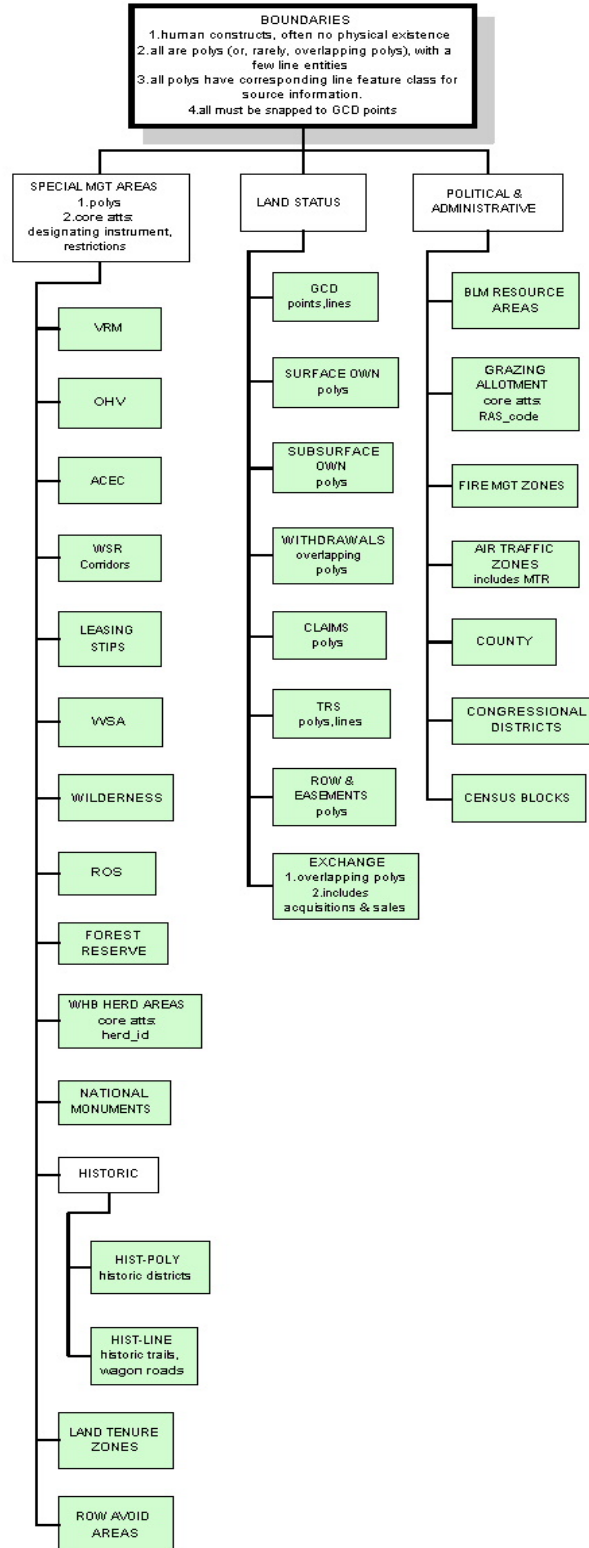 BOUNDARIES
1.human constructs, often no physical existence
2.all are polys (or, rarely, overlapping polys), with a
few line entities
3.all polys have corresponding line feature class for
source information.
4.all must be snapped to GCD points
SPECIAL MGT AREAS
1.polys
2.core atts:
designating instrument,
restrictions
LAND STATUS
POLITICAL &
ADMINISTRATIVE
VRM
OHV
ACEC
WSR
Corridors
LEASING
STIPS
WSA
WILDERNESS
ROS
FOREST
RESERVE
WHB HERD AREAS
core atts:
herd_id
NATIONAL
MONUMENTS
HISTORIC
HIST-POLY
historic districts
HIST-LINE
historic trails,
wagon roads
LAND TENURE
ZONES
ROW AVOID
AREAS
GCD
points,lines
SURFACE OWN
polys
SUBSURFACE
OWN
polys
WITHDRAWALS
overlapping
polys
CLAIMS
polys
TRS
polys,lines
ROW &
EASEMENTS
polys
EXCHANGE
1.overlapping polys
2.includes
acquisitions & sales
BLM RESOURCE
AREAS
GRAZING
ALLOTMENT
core atts:
RAS_code
FIRE MGT ZONES
AIR TRAFFIC
ZONES
includes MTR
COUNTY
CONGRESSIONAL
DISTRICTS
CENSUS BLOCKS